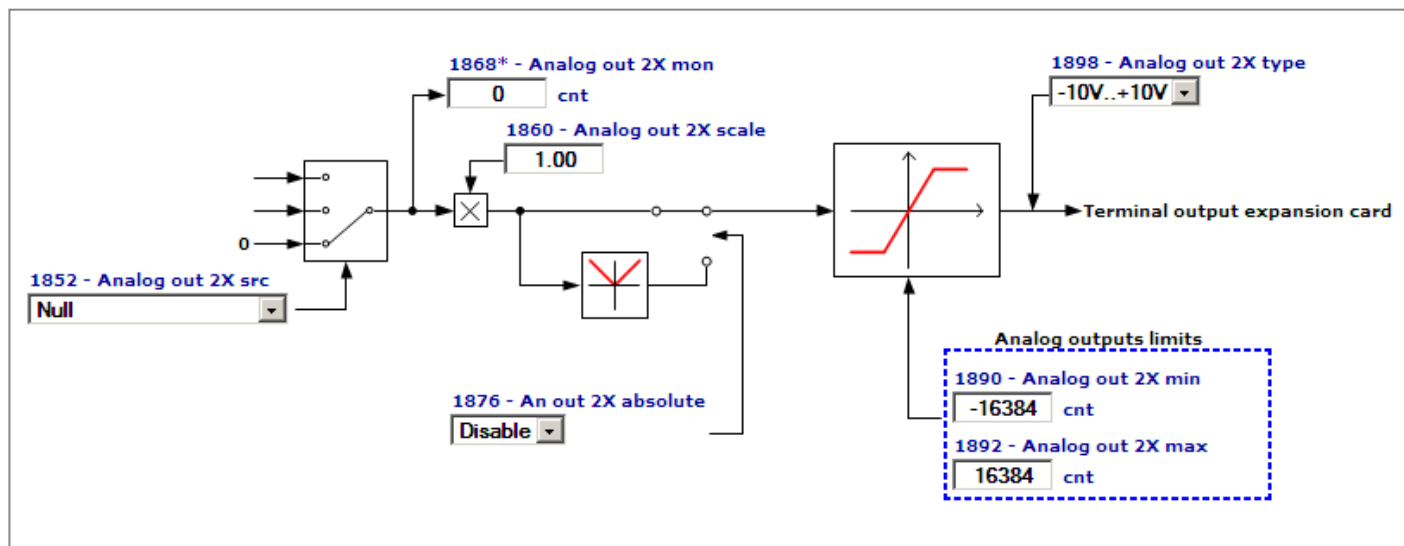 1868* - Analog out 2X mon
0 cnt
1898 - Analog out 2X type
-10V..+10V
1860 - Analog out 2X scale
1.00
Terminal output expansion card
0
1852 - Analog out 2X src
Null
Analog outputs limits
1890 - Analog out 2X min
-16384 cnt
1876 - An out 2X absolute
Disable
1892 - Analog out 2X max
16384 cnt